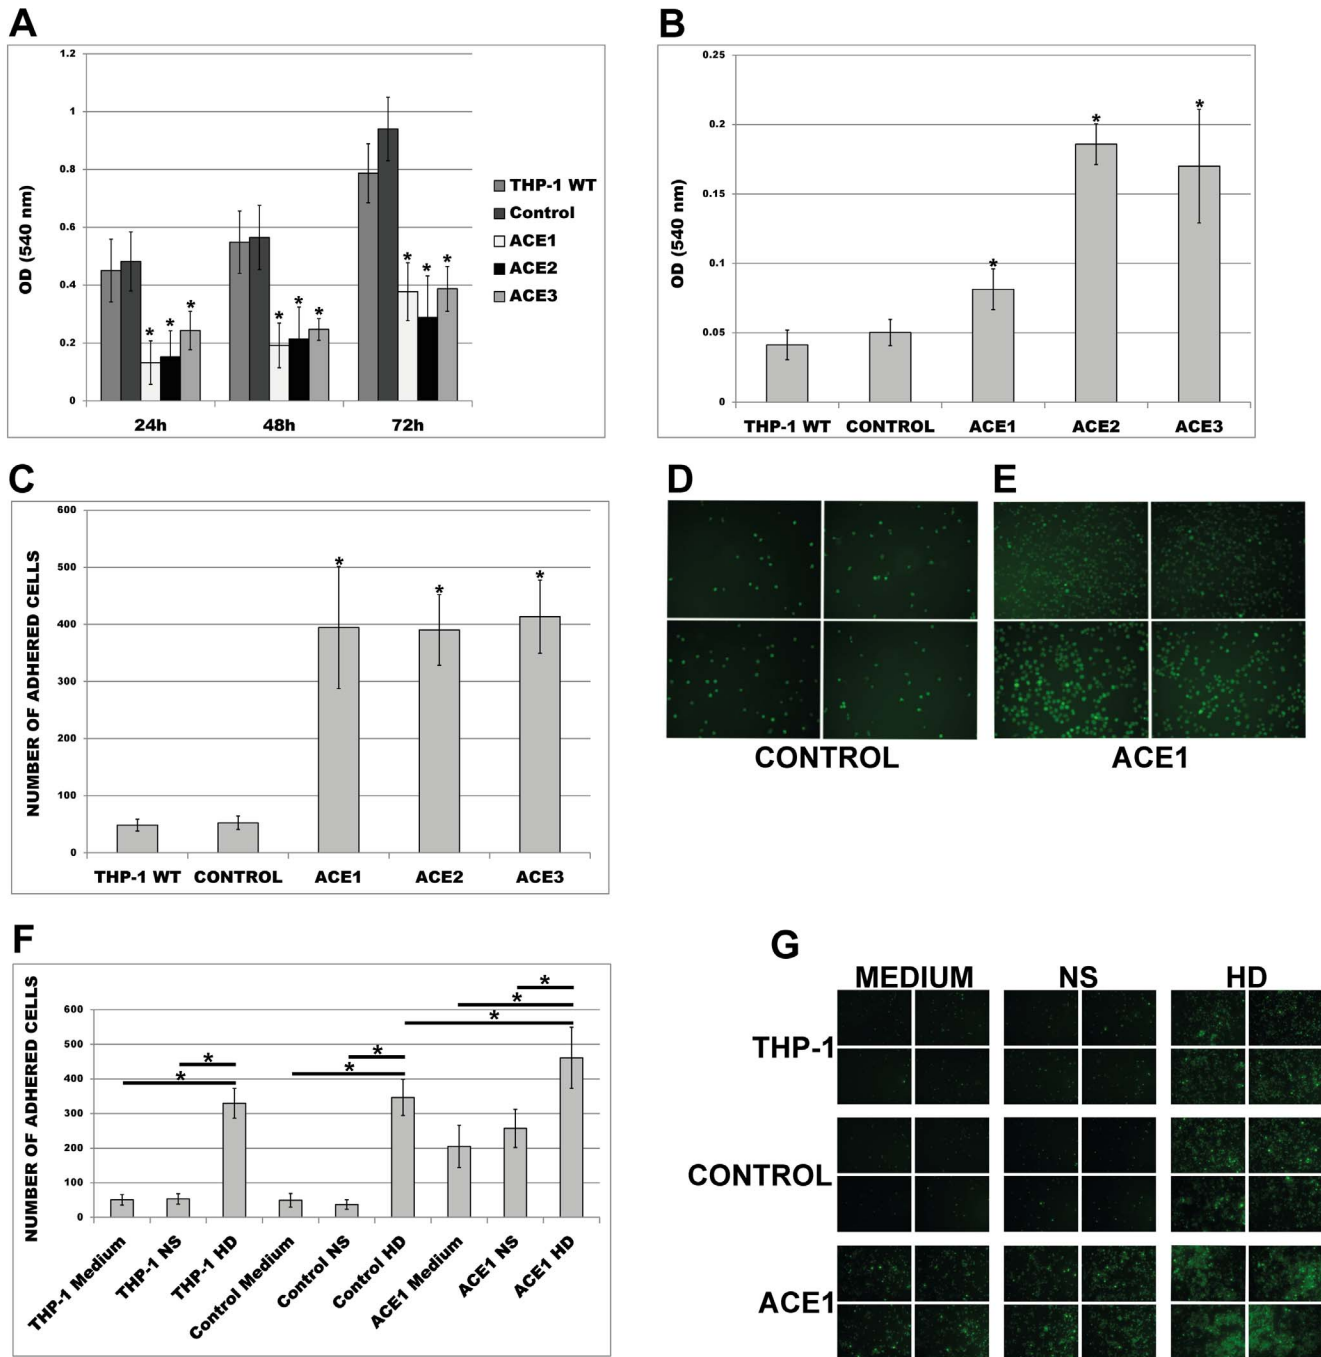 A
1.2
1
0.8
0.6
0.4
0.2
0
OD (540 nm)
* * *
* * *
* * *
24h 48h 72h
THP-1 WT
Control
ACE1
ACE2
ACE3
B
0.25
0.2
0.15
0.1
0.05
0
OD (540 nm)
* * *
THP-1 WT CONTROL ACE1 ACE2 ACE3
C
600
500
400
300
200
100
0
NUMBER OF ADHERED CELLS
* * *
THP-1 WT CONTROL ACE1 ACE2 ACE3
D
CONTROL
E
ACE1
F
600
500
400
300
200
100
0
NUMBER OF ADHERED CELLS
*
*
*
*
*
*
*
THP-1 Medium
THP-1 NS
THP-1 HD
Control Medium
Control NS
Control HD
ACE1 Medium
ACE1 NS
ACE1 HD
G
MEDIUM NS HD
THP-1
CONTROL
ACE1